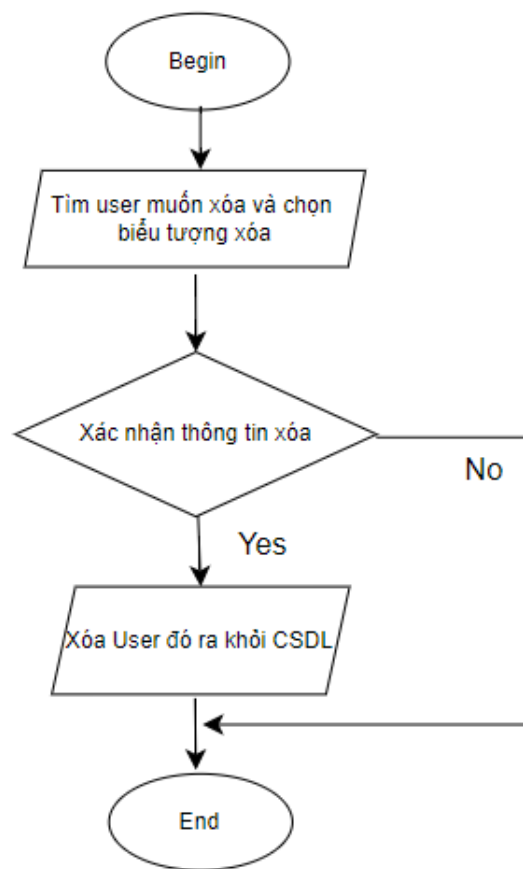 Begin
Tìm user muốn xóa và chọn
biểu tượng xóa
Xác nhận thông tin xóa
No
Yes
Xóa User đó ra khỏi CSDL
End